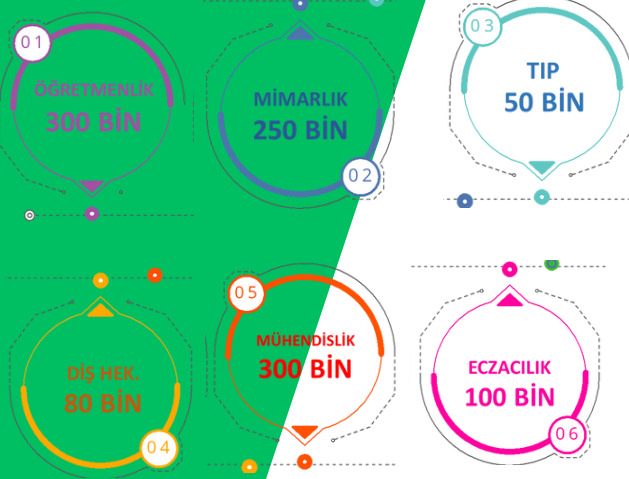 01
ÖĞRETMENLİK
300 BİN
MİMARLIK
250 BİN
02
03
TIP
50 BİN
DİŞ HEK.
80 BİN
04
05
MÜHENDİSLİK
300 BİN
ECZACILIK
100 BİN
06